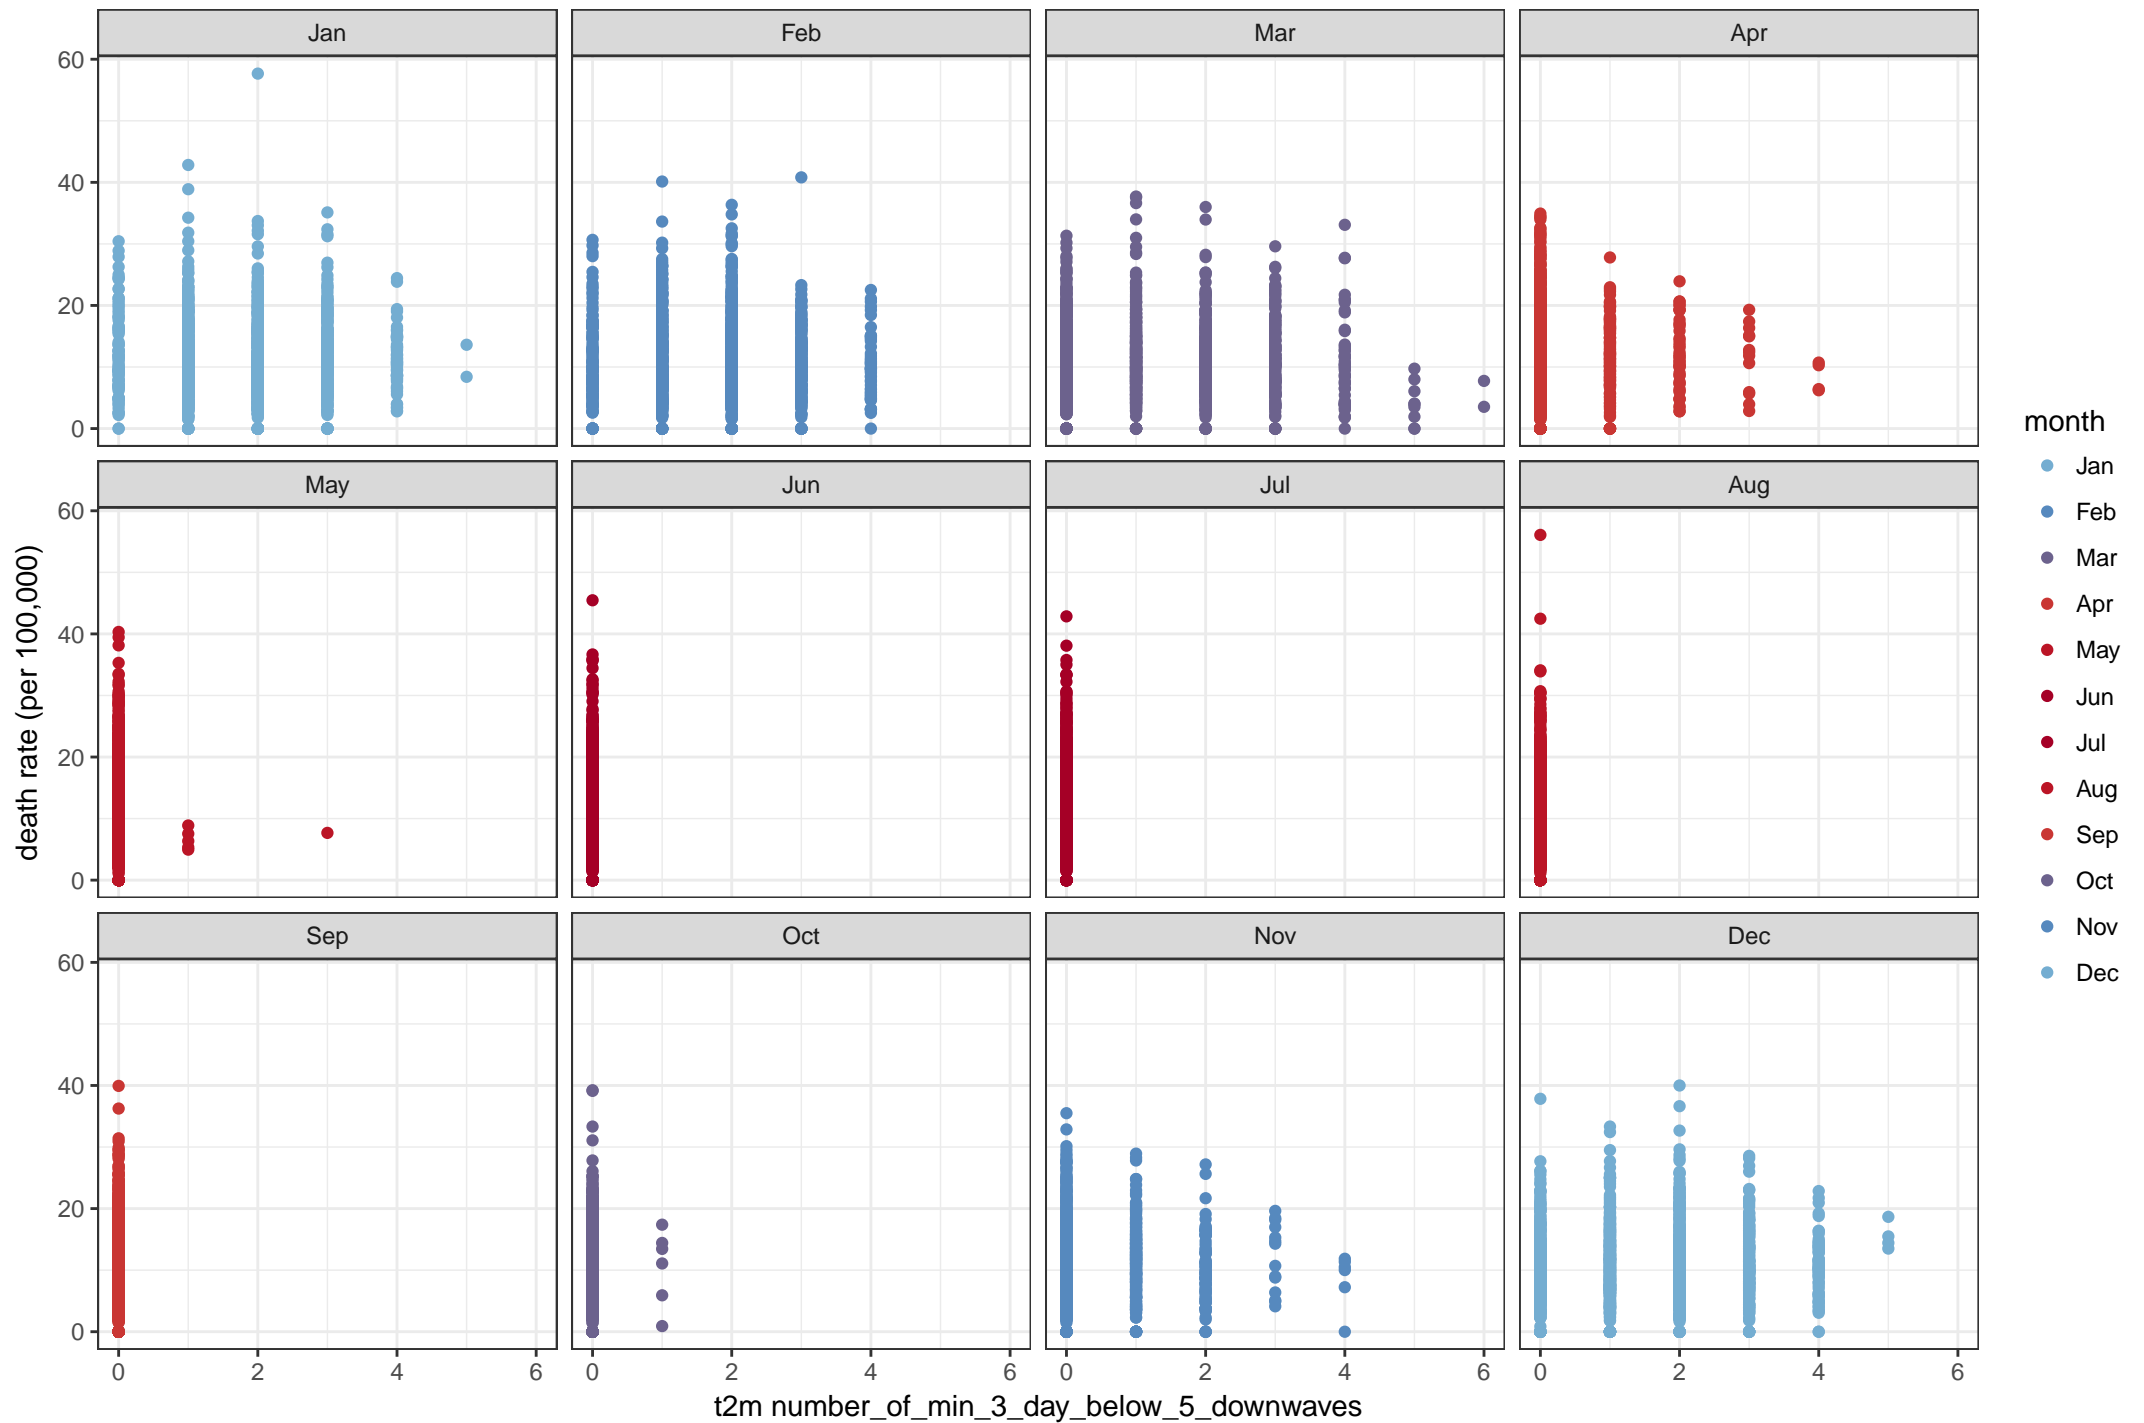 Jan Feb Mar Apr
60
40
20
0
May Jun Jul Aug
60
40
20
0
Sep Oct Nov Dec
60
40
20
0
0 2 4 6 0 2 4 6 0 2 4 6 0 2 4 6
t2m number_of_min_3_day_below_5_downwaves
death rate (per 100,000)
month
Jan
Feb
Mar
Apr
May
Jun
Jul
Aug
Sep
Oct
Nov
Dec